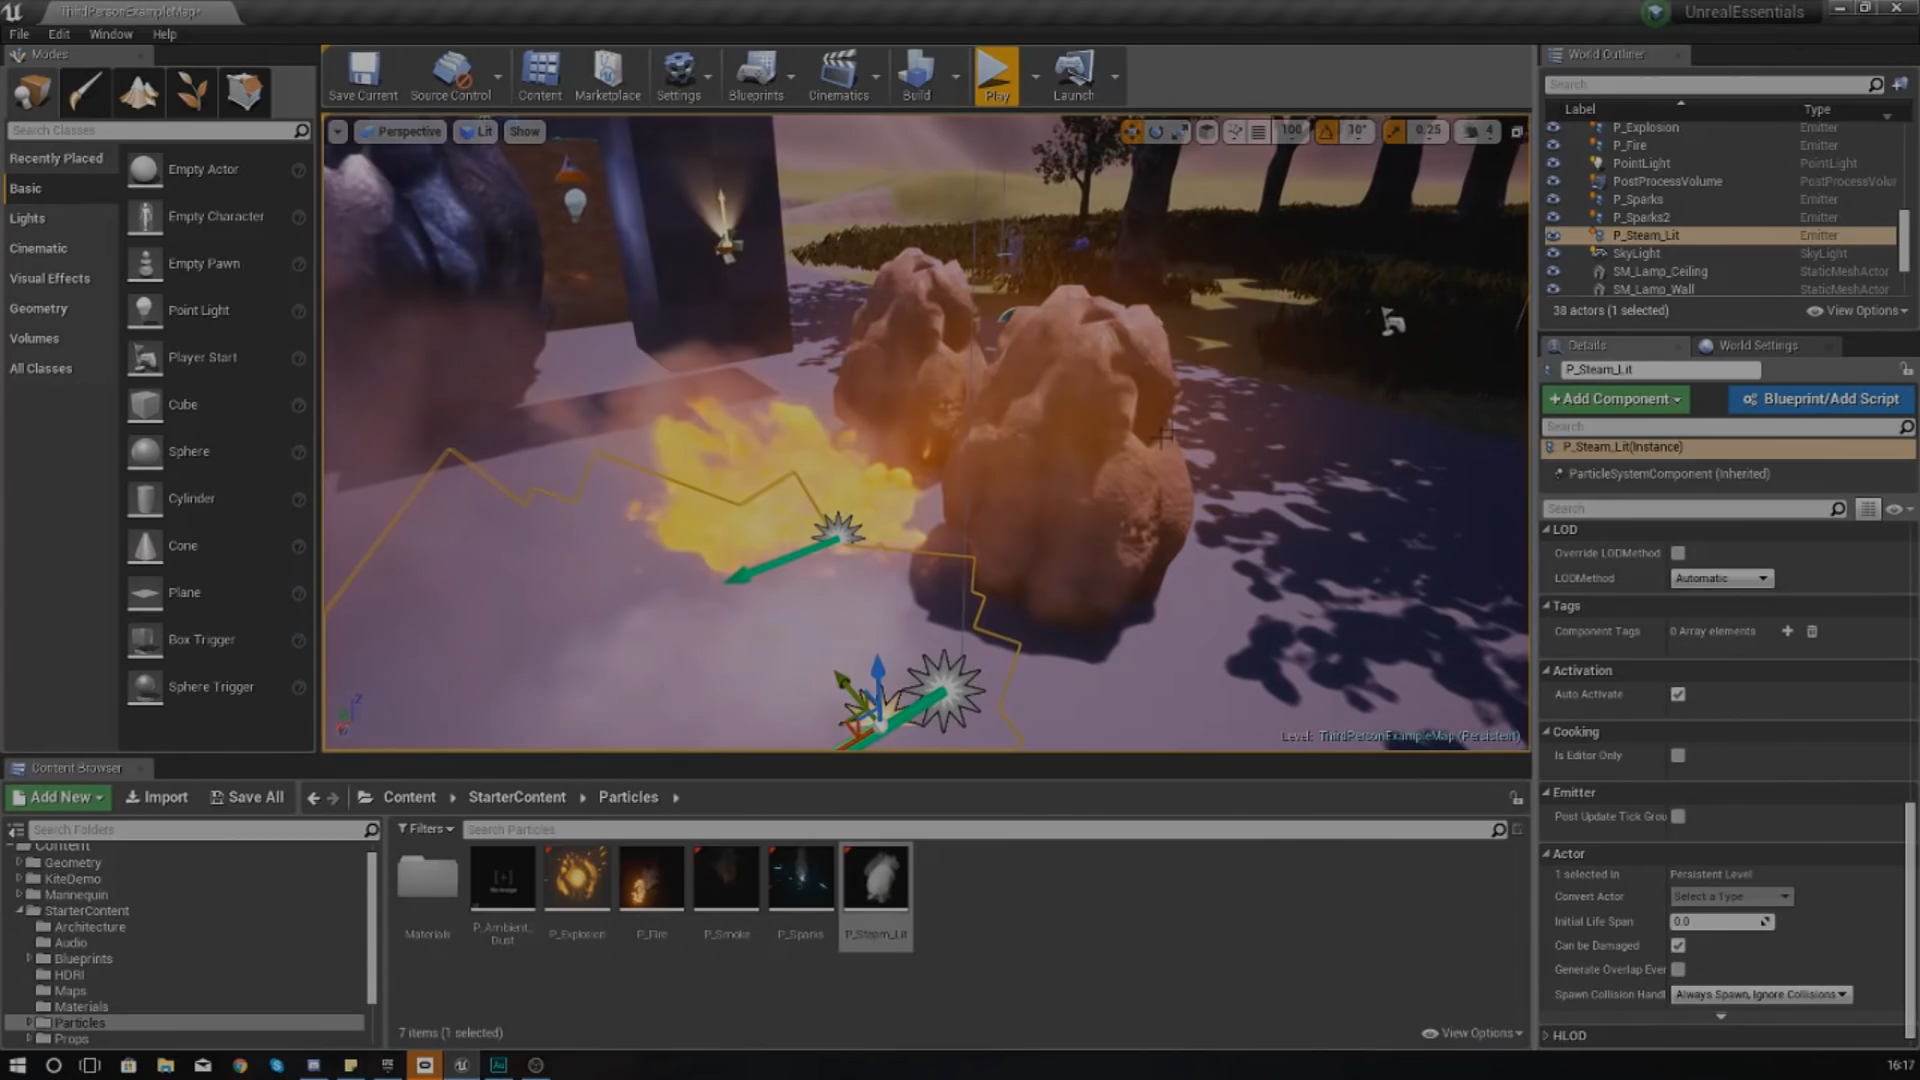 ThirdPersonExampleMap*
UnrealEssentials
File Edit Window Help
Modes
Save Current
Source Control
Content
Marketplace
Settings
Blueprints
Cinematics
Build
Play
Launch
Search Classes
Recently Placed
Basic
Lights
Cinematic
Visual Effects
Geometry
Volumes
All Classes
Empty Actor
Empty Character
Empty Pawn
Point Light
Player Start
Cube
Sphere
Cylinder
Cone
Plane
Box Trigger
Sphere Trigger
Perspective Lit Show
100 10° 0.25 4
Level: ThirdPersonExampleMap (Persistent)
World Outliner
Search
Label Type
P_Explosion Emitter
P_Fire Emitter
PointLight PointLight
PostProcessVolume PostProcessVolur
P_Sparks Emitter
P_Sparks2 Emitter
P_Steam_Lit Emitter
SkyLight SkyLight
SM_Lamp_Ceiling StaticMeshActor
SM_Lamp_Wall StaticMeshActor
38 actors (1 selected) View Options
Details World Settings
P_Steam_Lit
+Add Component Blueprint/Add Script
Search
P_Steam_Lit(Instance)
ParticleSystemComponent (Inherited)
Search
LOD
Override LODMethod
LODMethod Automatic
Tags
Component Tags 0 Array elements
Activation
Auto Activate
Cooking
Is Editor Only
Emitter
Post Update Tick Grou
Actor
1 selected in Persistent Level
Convert Actor Select a Type
Initial Life Span 0.0
Can be Damaged
Generate Overlap Ever
Spawn Collision Handl Always Spawn, Ignore Collisions
HLOD
Content Browser
Add New Import Save All Content StarterContent Particles
Search Folders
Filters Search Particles
Content
Geometry
KiteDemo
Mannequin
StarterContent
Architecture
Audio
Blueprints
HDRI
Maps
Materials
Particles
Props
Materials
P_Ambient_
Dust
P_Explosion
P_Fire
P_Smoke
P_Sparks
P_Steam_Lit
7 items (1 selected) View Options
16:17